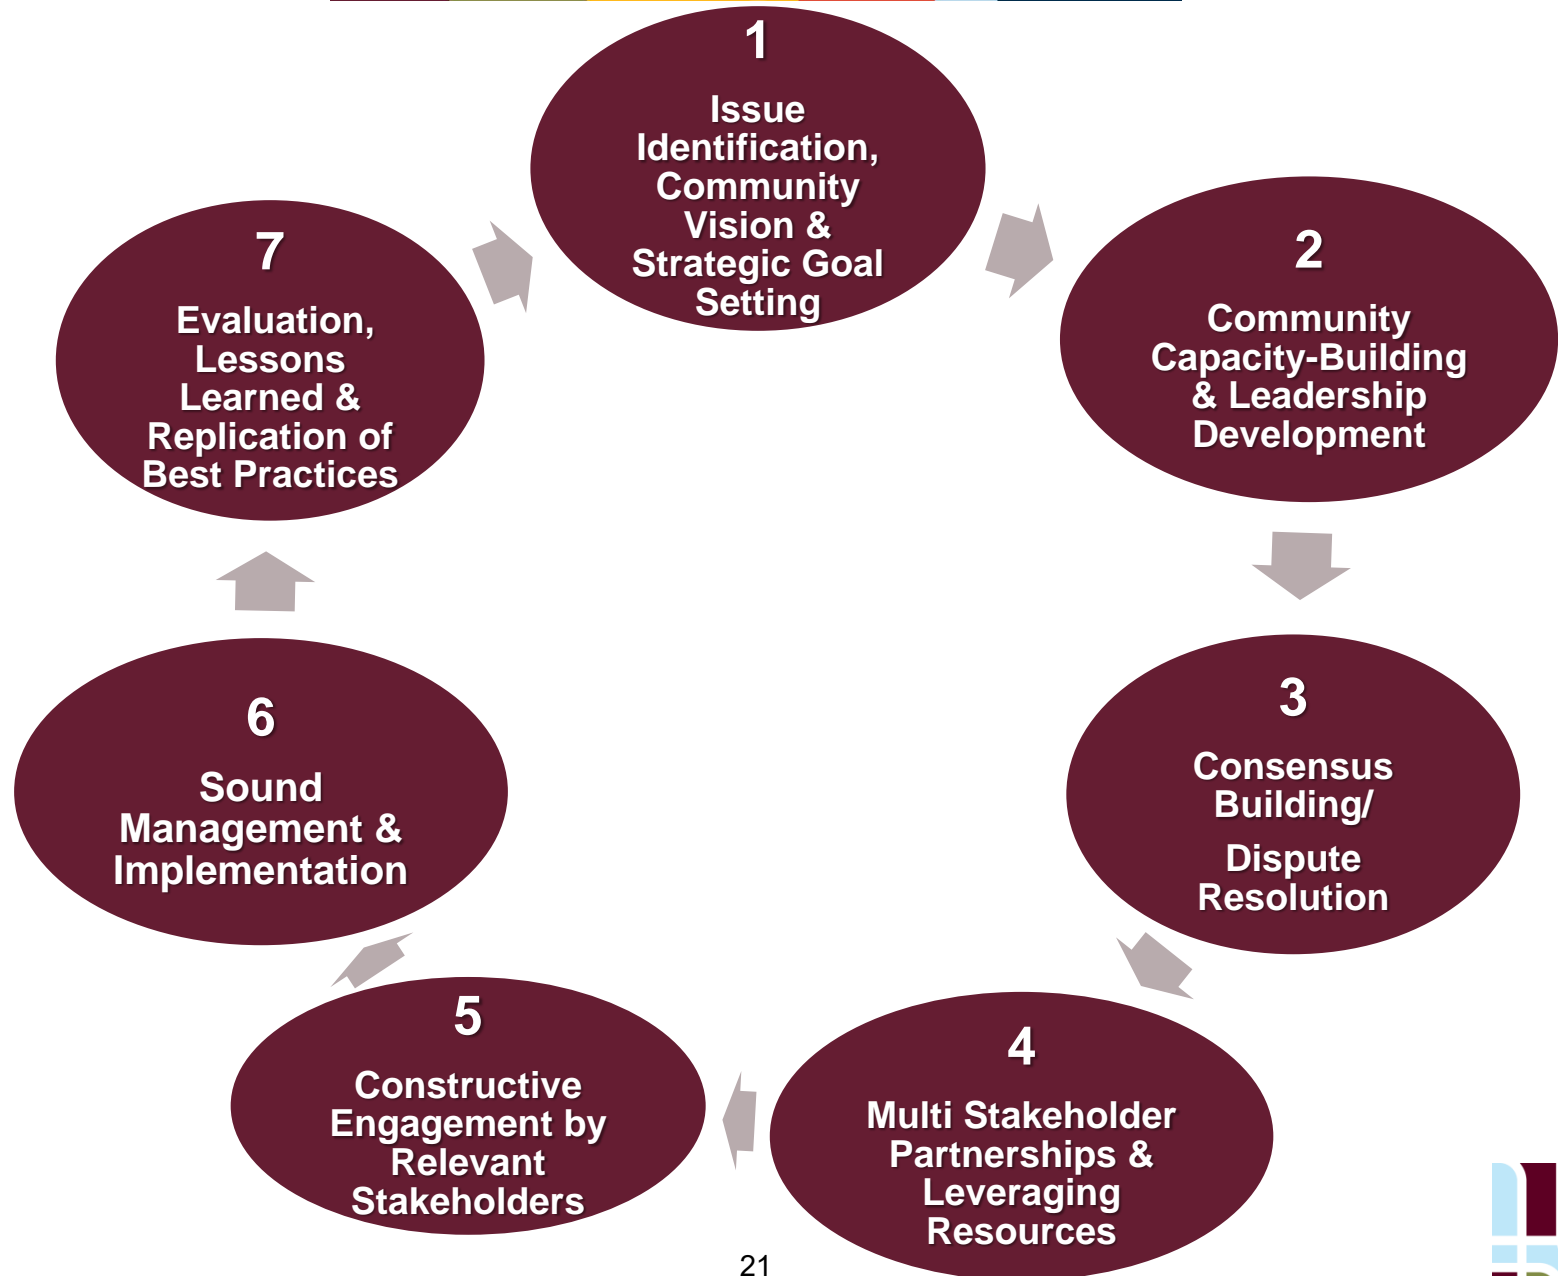 1
Issue
Identification,
Community
Vision &
Strategic Goal
Setting
2
Community
Capacity-Building
& Leadership
Development
3
Consensus
Building/
Dispute
Resolution
4
Multi Stakeholder
Partnerships &
Leveraging
Resources
5
Constructive
Engagement by
Relevant
Stakeholders
6
Sound
Management &
Implementation
7
Evaluation,
Lessons
Learned &
Replication of
Best Practices
21